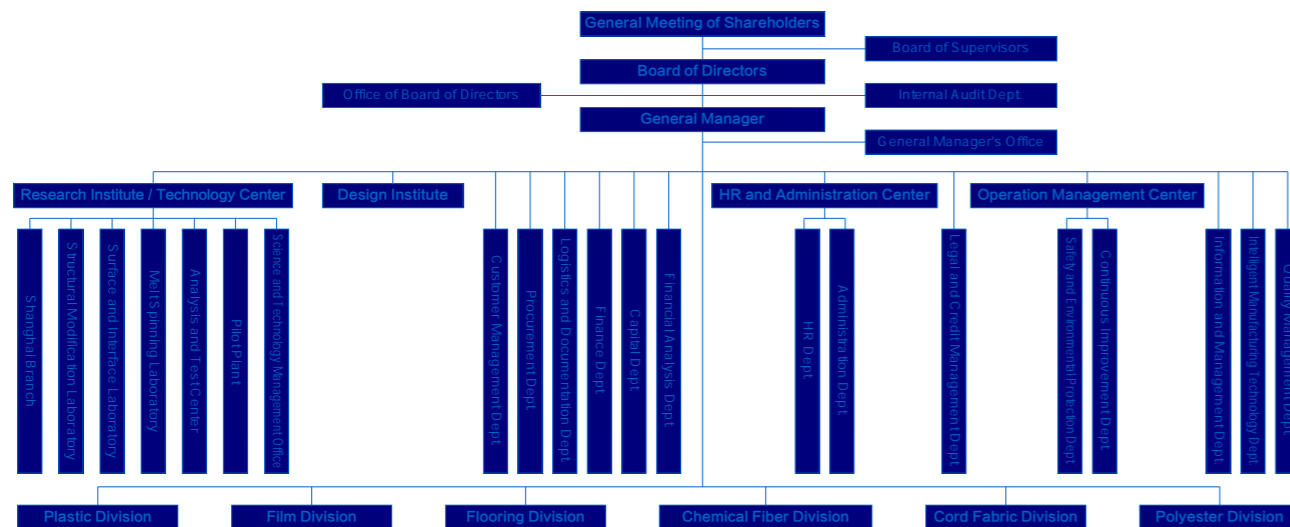 General Meeting of Shareholders
Board of Supervisors
Board of Directors
Office of Board of Directors
Internal Audit Dept.
General Manager
General Manager's Office
Research Institute / Technology Center
Design Institute
HR and Administration Center
Operation Management Center
Shanghai Branch
Structural Modification Laboratory
Surface and Interface Laboratory
Melt Spinning Laboratory
Analysis and Test Center
Pilot Plant
Science and Technology Management Office
Customer Management Dept.
Procurement Dept.
Logistics and Documentation Dept.
Finance Dept.
Capital Dept.
Financial Analysis Dept.
HR Dept.
Administration Dept.
Legal and Credit Management Dept.
Safety and Environmental Protection Dept
Continuous Improvement Dept.
Information and Management Dept.
Intelligent Manufacturing Technology Dept
Quality Management Dept
Plastic Division
Film Division
Flooring Division
Chemical Fiber Division
Cord Fabric Division
Polyester Division